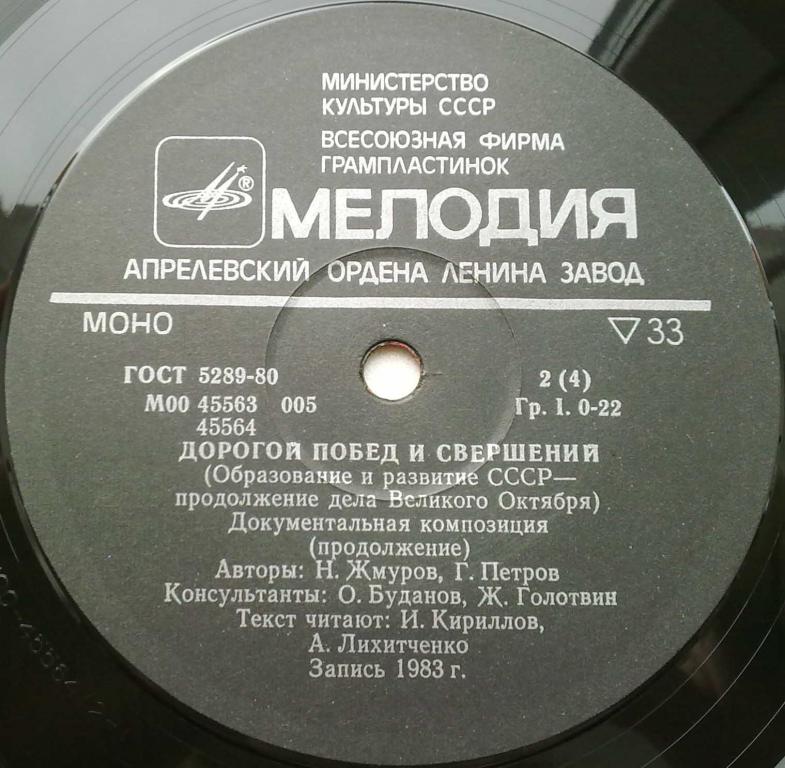 МИНИСТЕРСТВО
КУЛЬТУРЫ СССР
ВСЕСОЮЗНАЯ ФИРМА
ГРАМПЛАСТИНОК
®
МЕЛОДИЯ
АПРЕЛЕВСКИЙ ОРДЕНА ЛЕНИНА ЗАВОД
МОНО ▽33
ГОСТ 5289-80 2 (4)
М00 45563 005 Гр. I. 0-22
45564
ДОРОГОЙ ПОБЕД И СВЕРШЕНИЙ
(Образование и развитие СССР—
продолжение дела Великого Октября)
Документальная композиция
(продолжение)
Авторы: Н. Жмуров, Г. Петров
Консультанты: О. Буданов, Ж. Голотвин
Текст читают: И. Кириллов,
А. Лихитченко
Запись 1983 г.